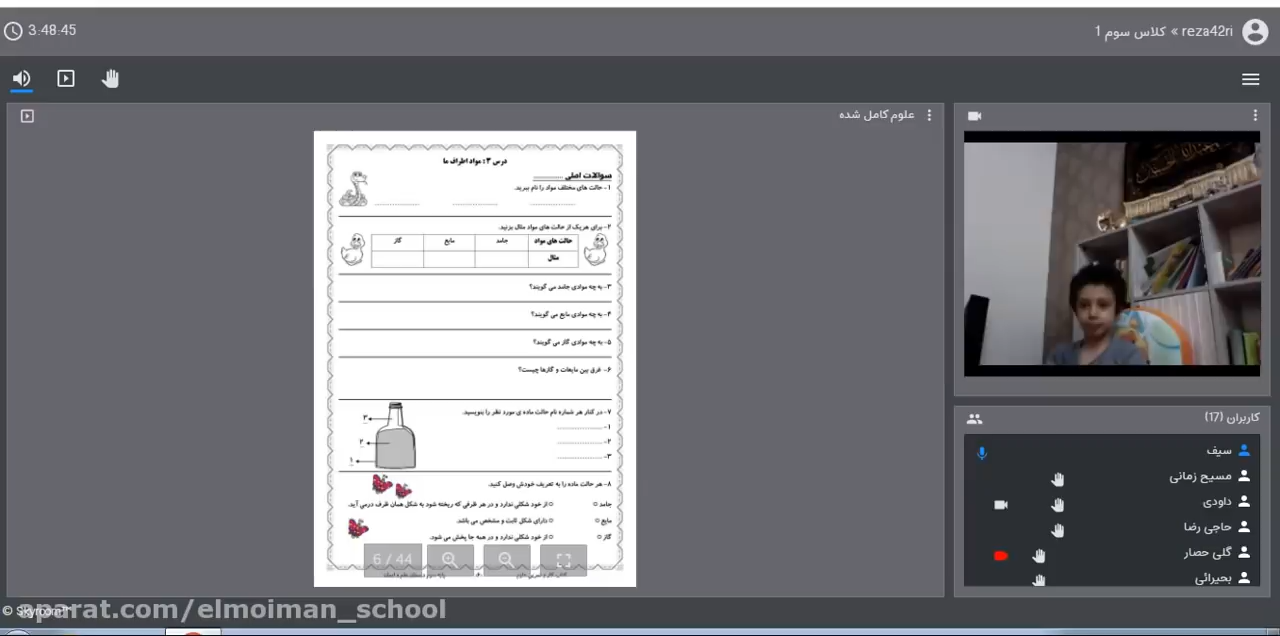 3:48:45
reza42ri » کلاس سوم 1
علوم کامل شده
درس ۳ : مواد اطراف ما
سوالات اصلی ............
۱- حالت های مختلف مواد را نام ببرید.
۲- برای هریک از حالت های مواد مثال بزنید.
حالت های مواد جامد مایع گاز
مثال
۳- به چه موادی جامد می گویند؟
۴- به چه موادی مایع می گویند؟
۵- به چه موادی گاز می گویند؟
۶- فرق بین مایعات و گازها چیست؟
۷- در کنار هر شماره نام حالت ماده ی مورد نظر را بنویسید.
۱- ....................
۲- ....................
۳- ....................
۳
۲
۱
۸- هر حالت ماده را به تعریف خودش وصل کنید.
جامد ○ ○ از خود شکلی ندارد و در هر ظرفی که ریخته شود به شکل همان ظرف درمی آید.
مایع ○ ○ دارای شکل ثابت و مشخص می باشد.
گاز ○ ○ از خود شکلی ندارد و در همه جا پخش می شود.
6 / 44
کاربران (17)
سیف
مسیح زمانی
داودی
حاجی رضا
گلی حصار
بحیرائی
© Skyroom
aparat.com/elmoiman_school